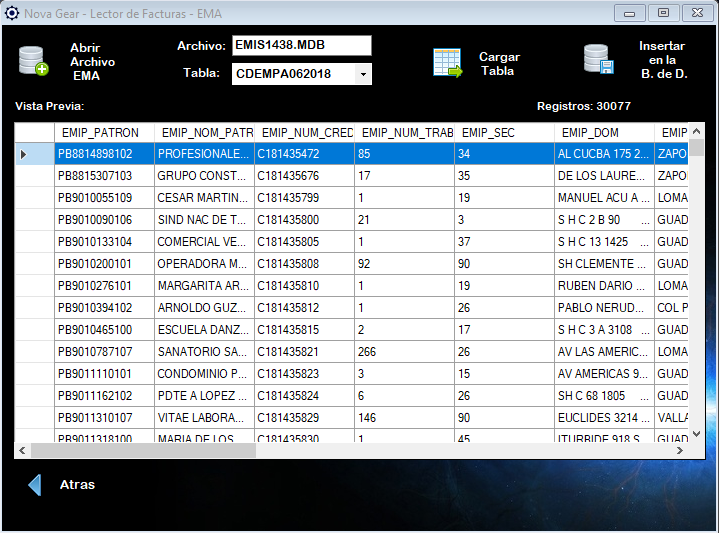 Nova Gear - Lector de Facturas - EMA
Abrir Archivo EMA
Archivo: EMIS1438.MDB
Tabla: CDEMPA062018
Cargar Tabla
Insertar en la B. de D.
Vista Previa:
Registros: 30077
EMIP_PATRON EMIP_NOM_PATR EMIP_NUM_CRED EMIP_NUM_TRAB EMIP_SEC EMIP_DOM EMIP
PB8814898102 PROFESIONALE... C181435472 85 34 AL CUCBA 175 2... ZAPO
PB8815307103 GRUPO CONST... C181435676 17 35 DE LOS LAURE... ZAPO
PB9010055109 CESAR MARTIN... C181435799 1 19 MANUEL ACU A ... LOMA
PB9010090106 SIND NAC DE T... C181435800 21 3 S H C 2 B 90 ... GUAD
PB9010133104 COMERCIAL VE... C181435805 1 37 S H C 13 1425 ... GUAD
PB9010200101 OPERADORA M... C181435808 92 90 SH CLEMENTE ... GUAD
PB9010276101 MARGARITA AR... C181435810 1 19 RUBEN DARIO ... LOMA
PB9010394102 ARNOLDO GUZ... C181435812 1 26 PABLO NERUD... COL P
PB9010465100 ESCUELA DANZ... C181435815 2 17 S H C 3 A 3108 ... GUAD
PB9010787107 SANATORIO SA... C181435821 266 26 AV LAS AMERIC... LOMA
PB9011110101 CONDOMINIO P... C181435823 3 15 AV AMERICAS 9... GUAD
PB9011162102 PDTE A LOPEZ ... C181435824 6 26 SH C 68 1805 ... GUAD
PB9011310107 VITAE LABORA... C181435829 146 90 EUCLIDES 3214 ... VALLA
PB9011318100 MARIA DE LOS ... C181435830 1 45 ITURBIDE 918 S... GUAD
Atras